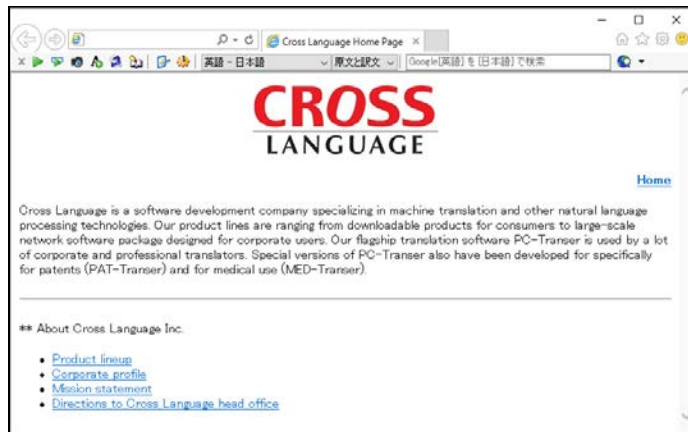 Cross Language Home Page
英語 - 日本語 原文と訳文 Google[英語]を[日本語]で検索
CROSS
LANGUAGE
Home
Cross Language is a software development company specializing in machine translation and other natural language
processing technologies. Our product lines are ranging from downloadable products for consumers to large-scale
network software package designed for corporate users. Our flagship translation software PC-Transer is used by a lot
of corporate and professional translators. Special versions of PC-Transer also have been developed for specifically
for patents (PAT-Transer) and for medical use (MED-Transer).
** About Cross Language Inc.
Product lineup
Corporate profile
Mission statement
Directions to Cross Language head office